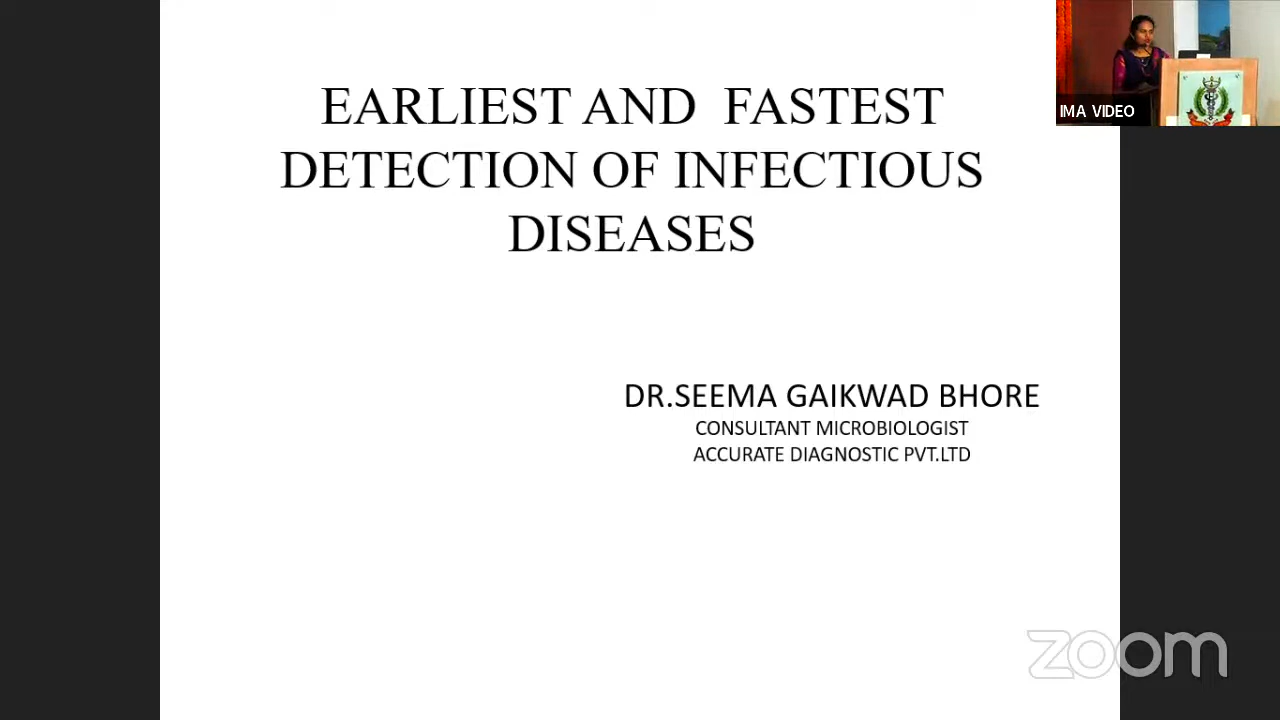 EARLIEST AND FASTEST
DETECTION OF INFECTIOUS
DISEASES
DR.SEEMA GAIKWAD BHORE
CONSULTANT MICROBIOLOGIST
ACCURATE DIAGNOSTIC PVT.LTD
IMA VIDEO
zoom